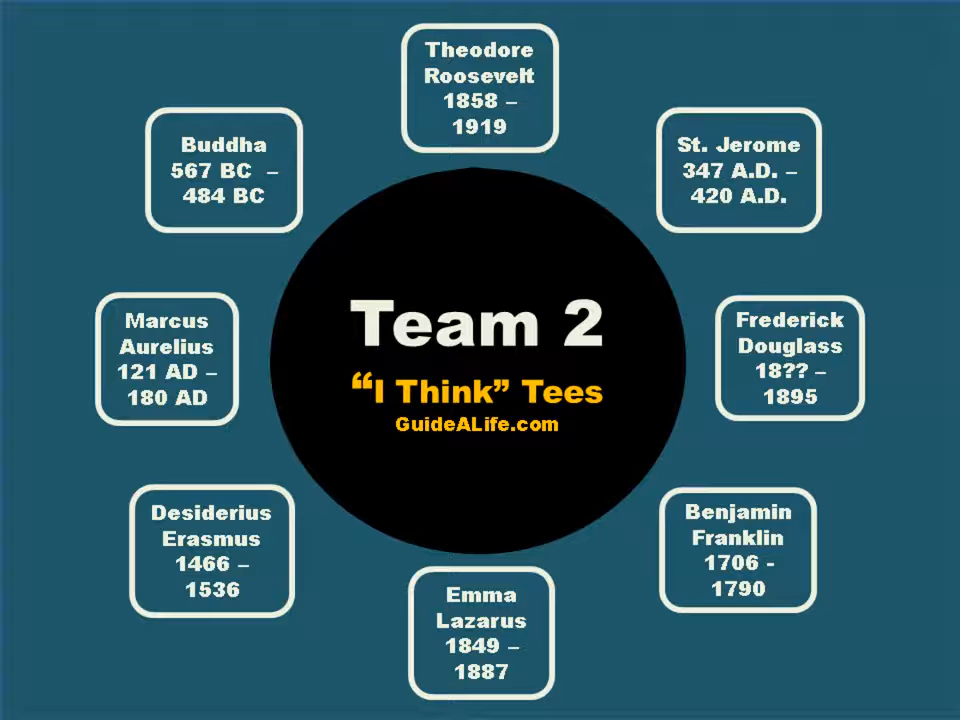 Theodore
Roosevelt
1858 –
1919
Buddha
567 BC –
484 BC
St. Jerome
347 A.D. –
420 A.D.
Marcus
Aurelius
121 AD –
180 AD
Team 2
“I Think” Tees
GuideALife.com
Frederick
Douglass
18?? –
1895
Desiderius
Erasmus
1466 –
1536
Benjamin
Franklin
1706 -
1790
Emma
Lazarus
1849 –
1887